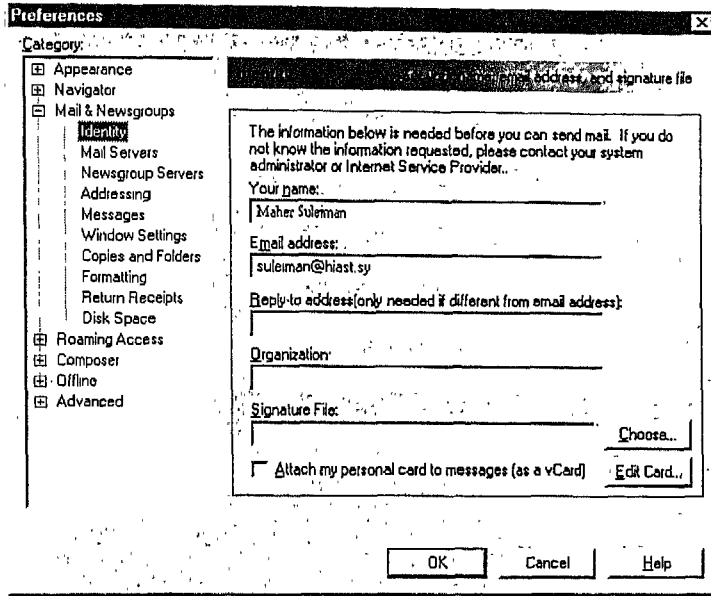 Preferences
Category:
Appearance
Navigator
Mail & Newsgroups
Identity
Mail Servers
Newsgroup Servers
Addressing
Messages
Window Settings
Copies and Folders
Formatting
Return Receipts
Disk Space
Roaming Access
Composer
Offline
Advanced
email address, and signature file
The information below is needed before you can send mail. If you do
not know the information requested, please contact your system
administrator or Internet Service Provider..
Your name:
Maher Suleiman
Email address:
suleiman@hiast.sy
Reply-to address(only needed if different from email address):
Organization:
Signature File:
Choose...
Attach my personal card to messages (as a vCard)
Edit Card...
OK
Cancel
Help